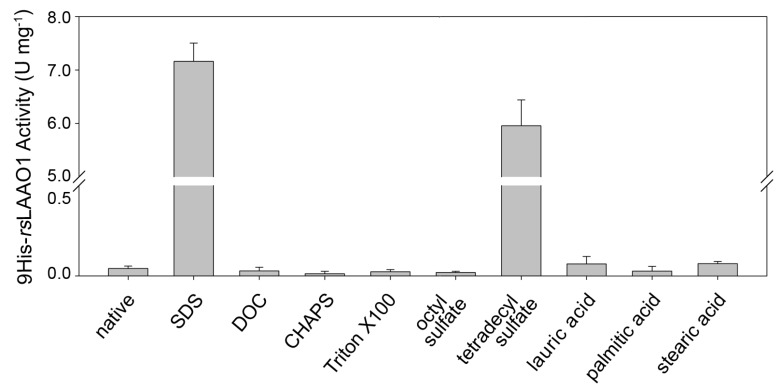 9His-rsLAAO1 Activity (U mg⁻¹)
8.0
7.0
6.0
5.0
0.5
0.0
native
SDS
DOC
CHAPS
Triton X100
octyl
sulfate
tetradecyl
sulfate
lauric acid
palmitic acid
stearic acid